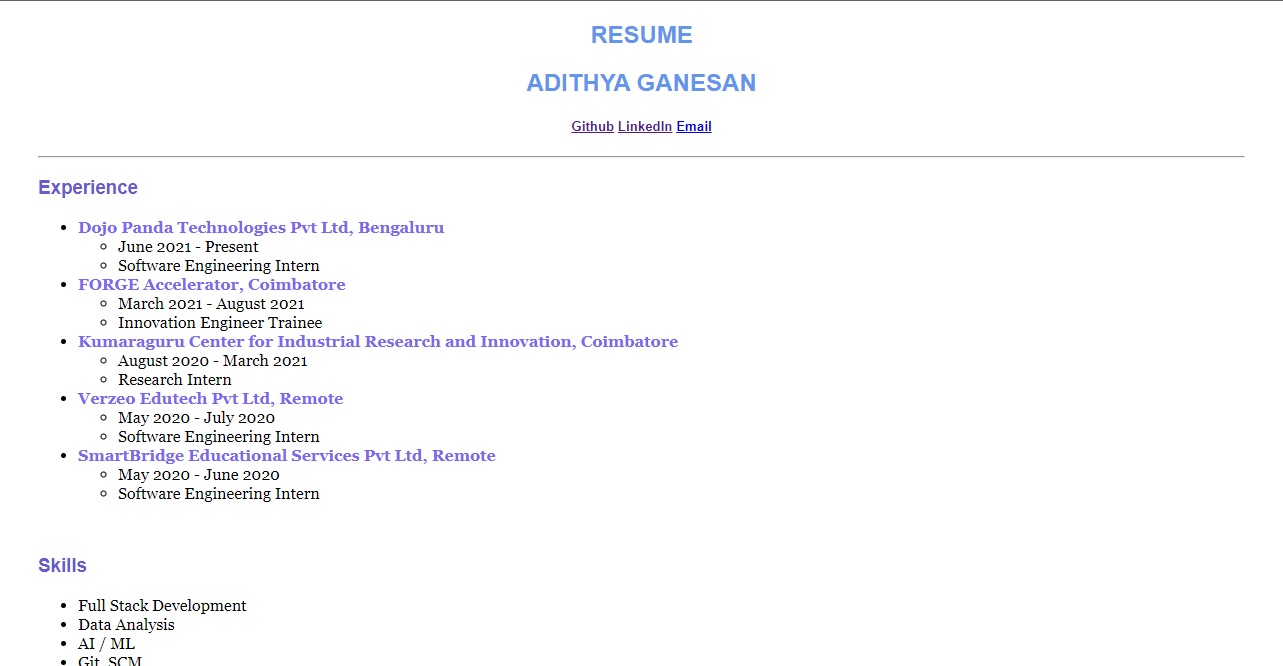 RESUME
ADITHYA GANESAN
Github LinkedIn Email
Experience
Dojo Panda Technologies Pvt Ltd, Bengaluru
June 2021 - Present
Software Engineering Intern
FORGE Accelerator, Coimbatore
March 2021 - August 2021
Innovation Engineer Trainee
Kumaraguru Center for Industrial Research and Innovation, Coimbatore
August 2020 - March 2021
Research Intern
Verzeo Edutech Pvt Ltd, Remote
May 2020 - July 2020
Software Engineering Intern
SmartBridge Educational Services Pvt Ltd, Remote
May 2020 - June 2020
Software Engineering Intern
Skills
Full Stack Development
Data Analysis
AI / ML
Git, SCM